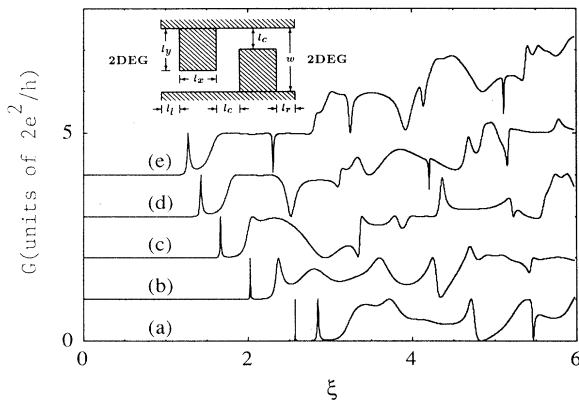 G(units of 2e²/h)
5
0
2DEG
l_y
l_x
l_c
w
2DEG
l_l
l_c
l_r
(e)
(d)
(c)
(b)
(a)
0
2
4
6
ξ